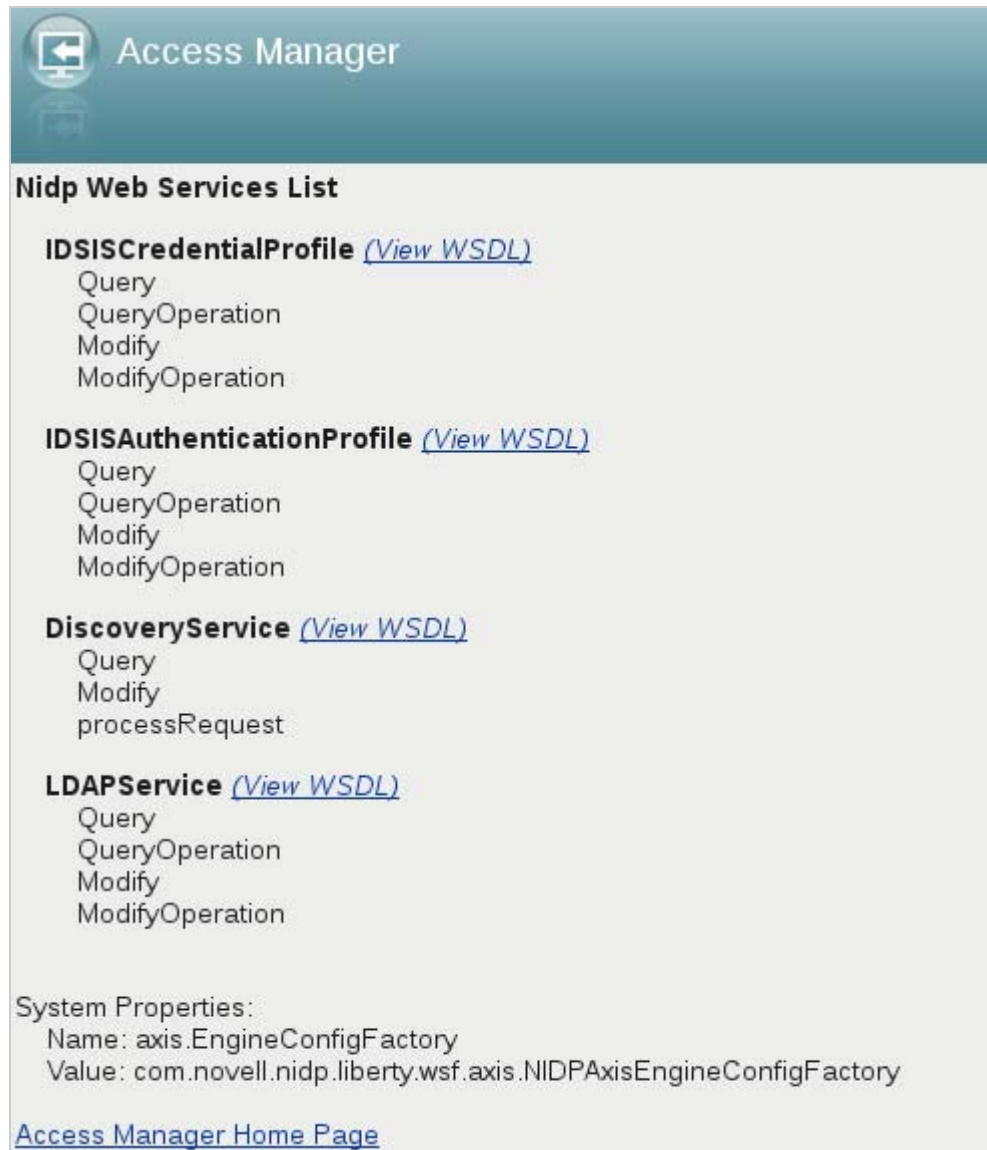 Access Manager
Nidp Web Services List
IDSISCredentialProfile (View WSDL)
Query
QueryOperation
Modify
ModifyOperation
IDSISAuthenticationProfile (View WSDL)
Query
QueryOperation
Modify
ModifyOperation
DiscoveryService (View WSDL)
Query
Modify
processRequest
LDAPService (View WSDL)
Query
QueryOperation
Modify
ModifyOperation
System Properties:
Name: axis.EngineConfigFactory
Value: com.novell.nidp.liberty.wsf.axis.NIDPAxisEngineConfigFactory
Access Manager Home Page